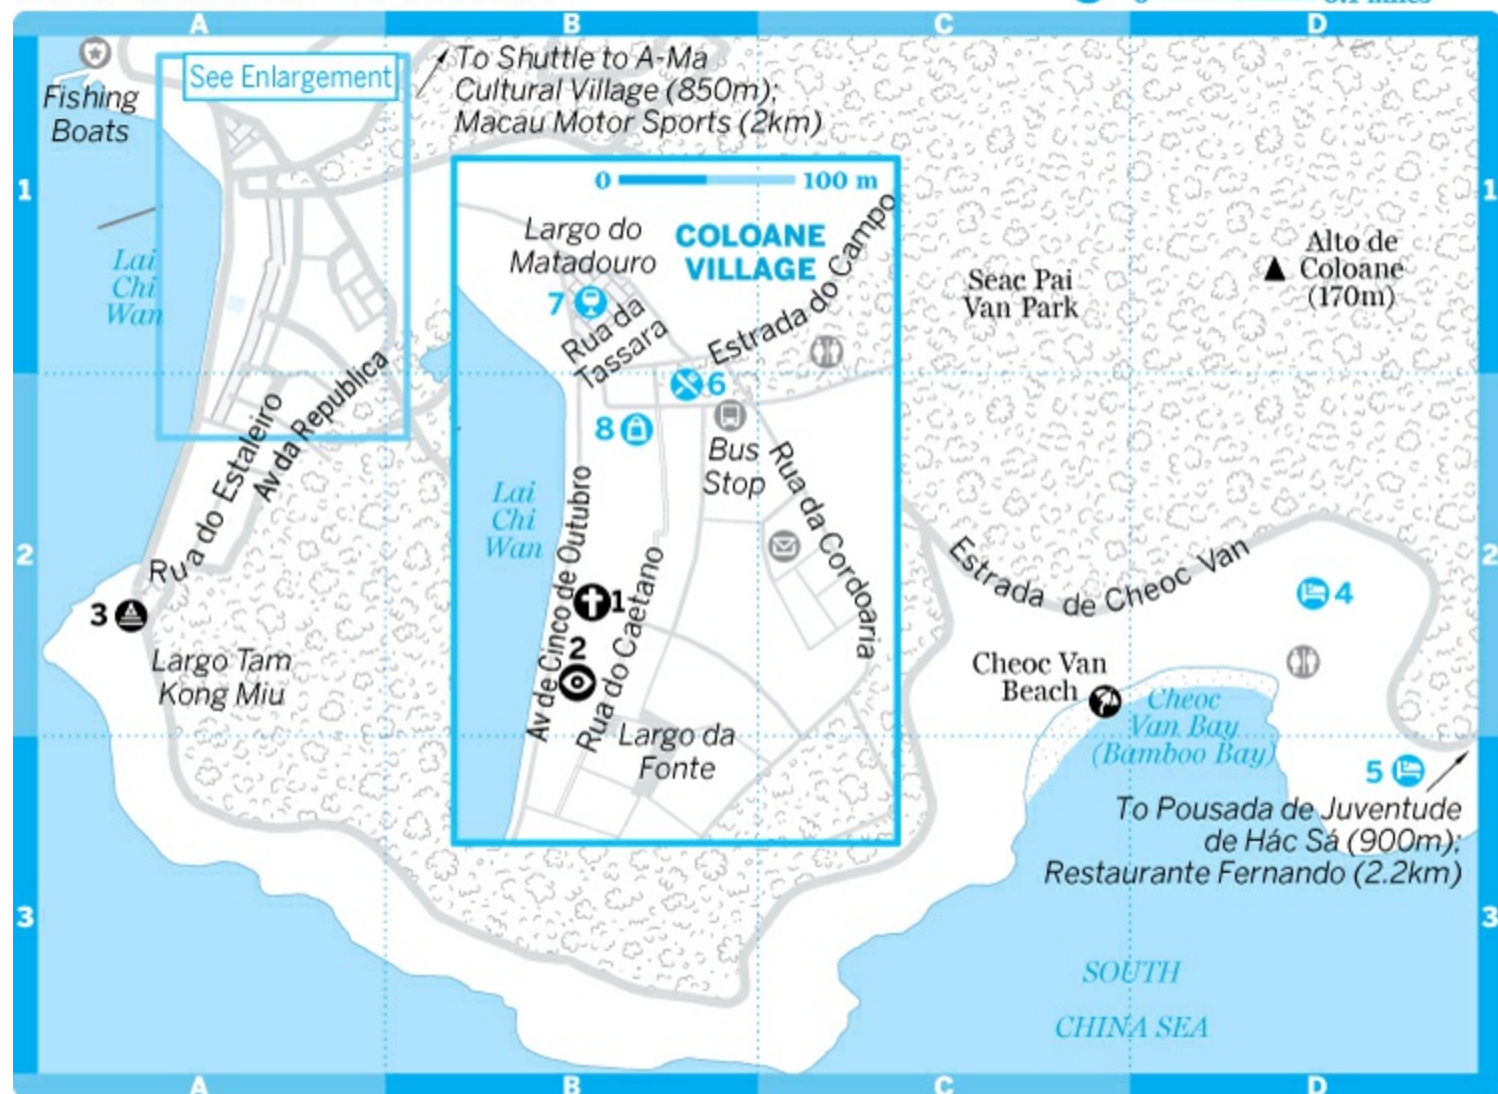 A B C D
See Enlargement
Fishing
Boats
To Shuttle to A-Ma
Cultural Village (850m);
Macau Motor Sports (2km)
1
1
0 100 m
Largo do
Matadouro
COLOANE
VILLAGE
7
Rua da
Tassara
Estrada do Campo
Lai
Chi
Wan
Seac Pai
Van Park
Alto de
Coloane
(170m)
6
8
Bus
Stop
Av da Republica
Rua do Estaleiro
Lai
Chi
Wan
Av de Cinco de Outubro
Rua do Caetano
Rua da Cordoaria
2
2
Estrada de Cheoc Van
1
2
3
4
Largo Tam
Kong Miu
Largo da
Fonte
Cheoc Van
Beach
Cheoc
Van Bay
(Bamboo Bay)
5
To Pousada de Juventude
de Hác Sá (900m);
Restaurante Fernando (2.2km)
3
3
SOUTH
CHINA SEA
A B C D